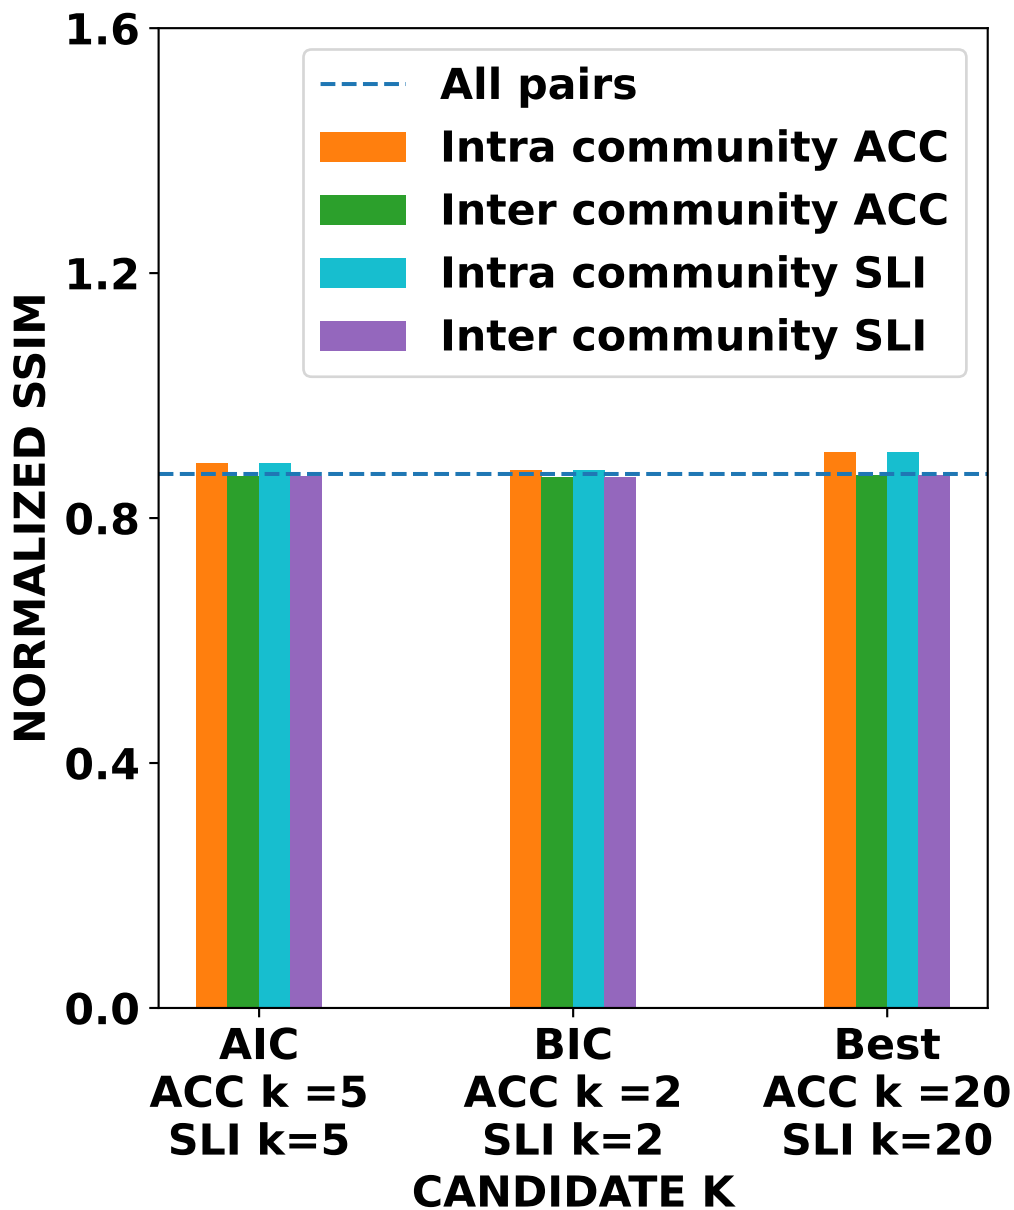 1.6
1.2
0.8
0.4
0.0
NORMALIZED SSIM
All pairs
Intra community ACC
Inter community ACC
Intra community SLI
Inter community SLI
AIC
ACC k =5
SLI k=5
BIC
ACC k =2
SLI k=2
Best
ACC k =20
SLI k=20
CANDIDATE K